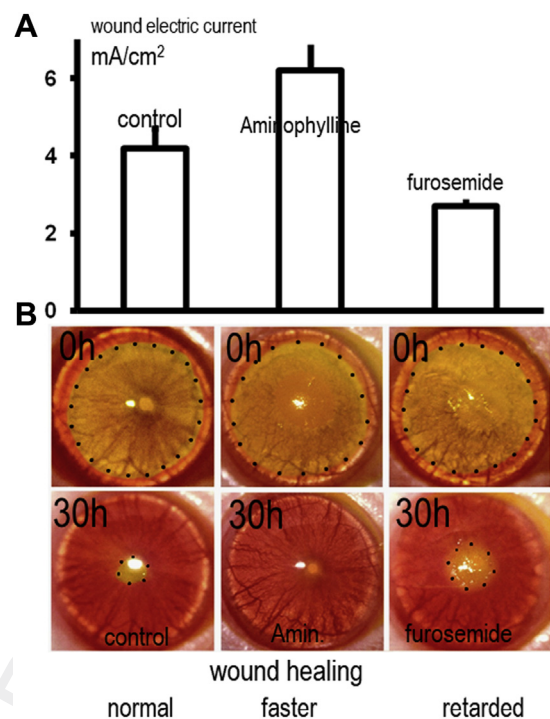 A
wound electric current
mA/cm²
6
4
2
0
control
Aminophylline
furosemide
B
0h
0h
0h
30h
30h
30h
control
Amin.
furosemide
wound healing
normal
faster
retarded